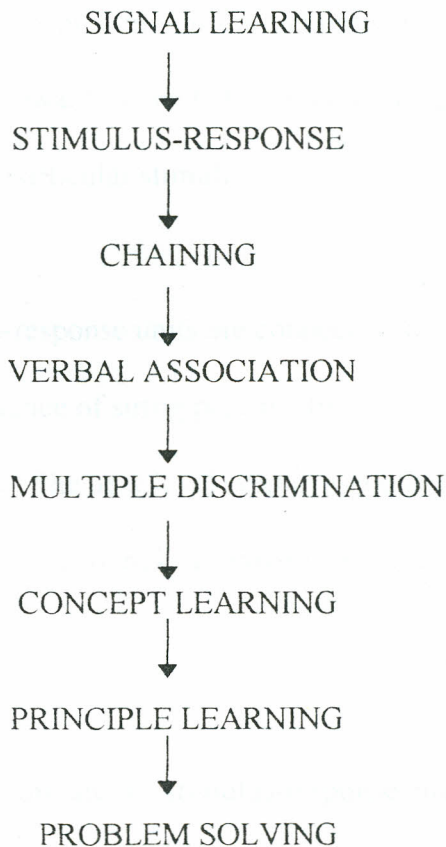 SIGNAL LEARNING
STIMULUS-RESPONSE
CHAINING
VERBAL ASSOCIATION
MULTIPLE DISCRIMINATION
CONCEPT LEARNING
PRINCIPLE LEARNING
PROBLEM SOLVING